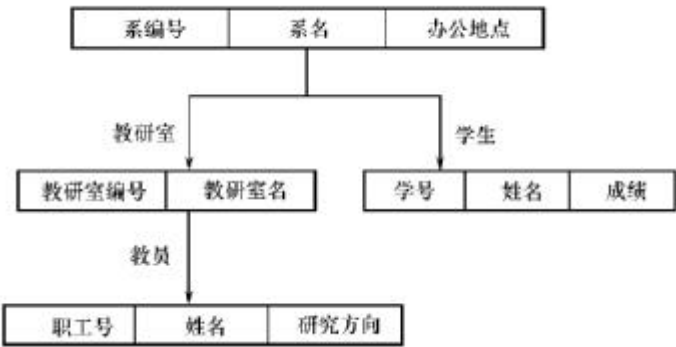 系编号 系名 办公地点
教研室 学生
教研室编号 教研室名 学号 姓名 成绩
教员
职工号 姓名 研究方向